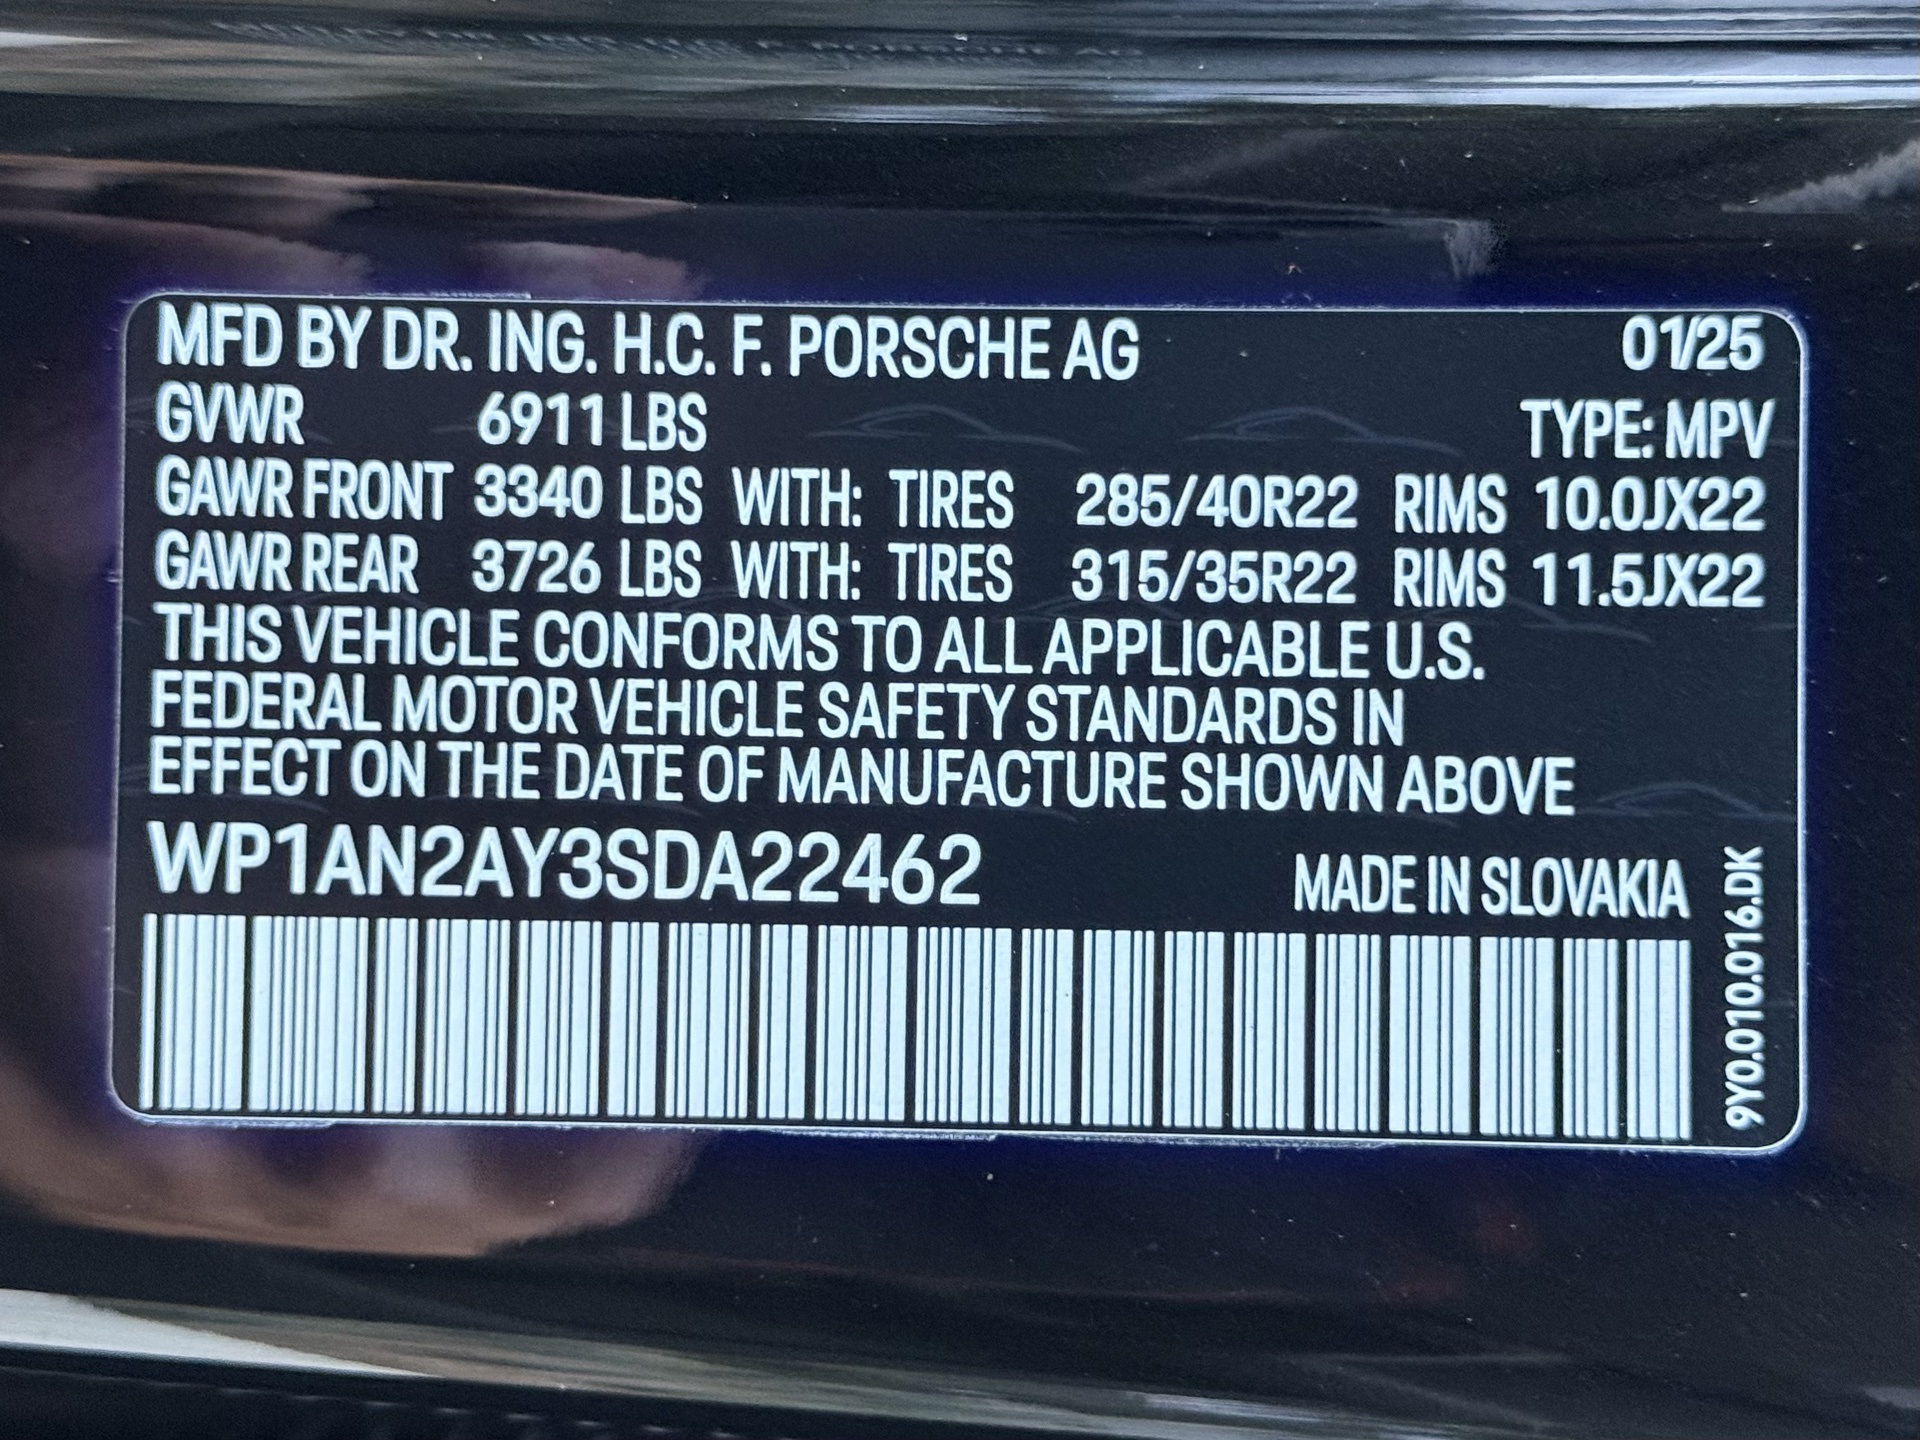 MFD BY DR. ING. H.C. F. PORSCHE AG 01/25
GVWR 6911 LBS TYPE: MPV
GAWR FRONT 3340 LBS WITH: TIRES 285/40R22 RIMS 10.0JX22
GAWR REAR 3726 LBS WITH: TIRES 315/35R22 RIMS 11.5JX22
THIS VEHICLE CONFORMS TO ALL APPLICABLE U.S.
FEDERAL MOTOR VEHICLE SAFETY STANDARDS IN
EFFECT ON THE DATE OF MANUFACTURE SHOWN ABOVE
WP1AN2AY3SDA22462 MADE IN SLOVAKIA
9Y0.010.016.DK